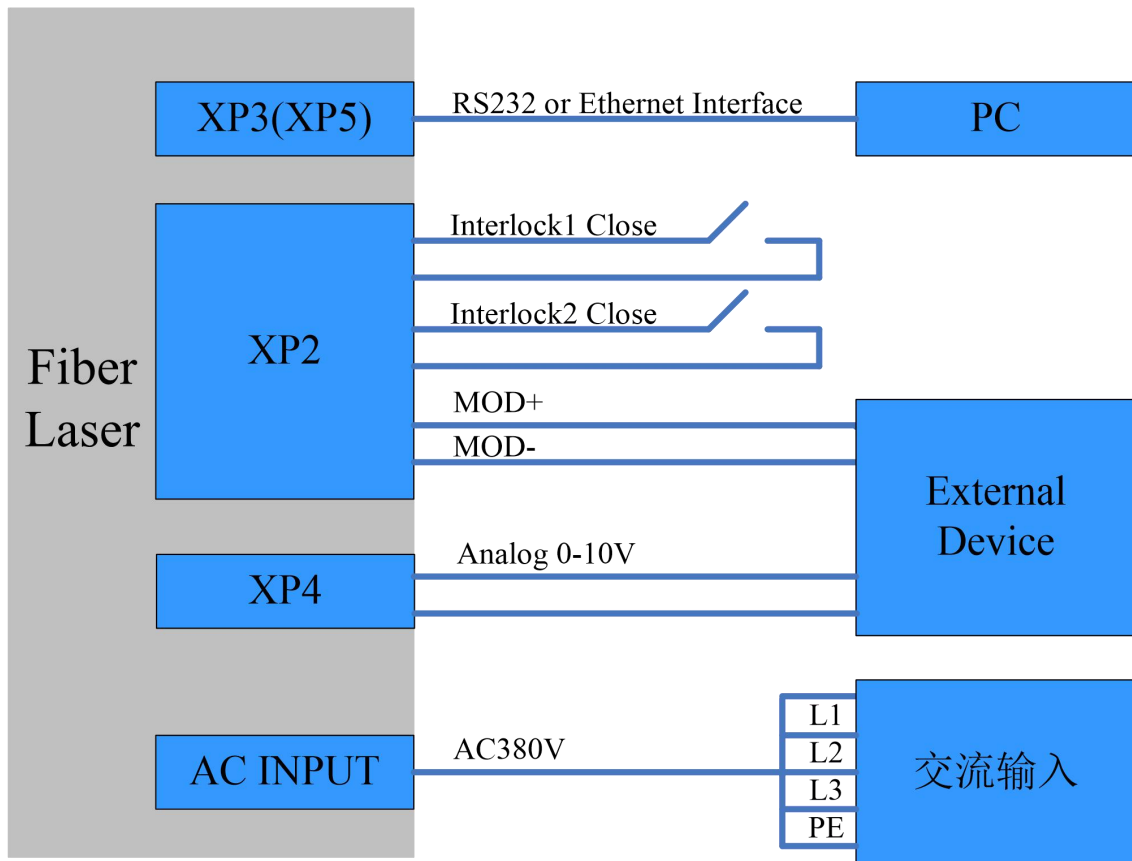 XP3(XP5)
RS232 or Ethernet Interface
PC
Interlock1 Close
Interlock2 Close
XP2
Fiber
Laser
MOD+
MOD-
External
Device
Analog 0-10V
XP4
AC INPUT
AC380V
L1
L2
L3
PE
交流输入